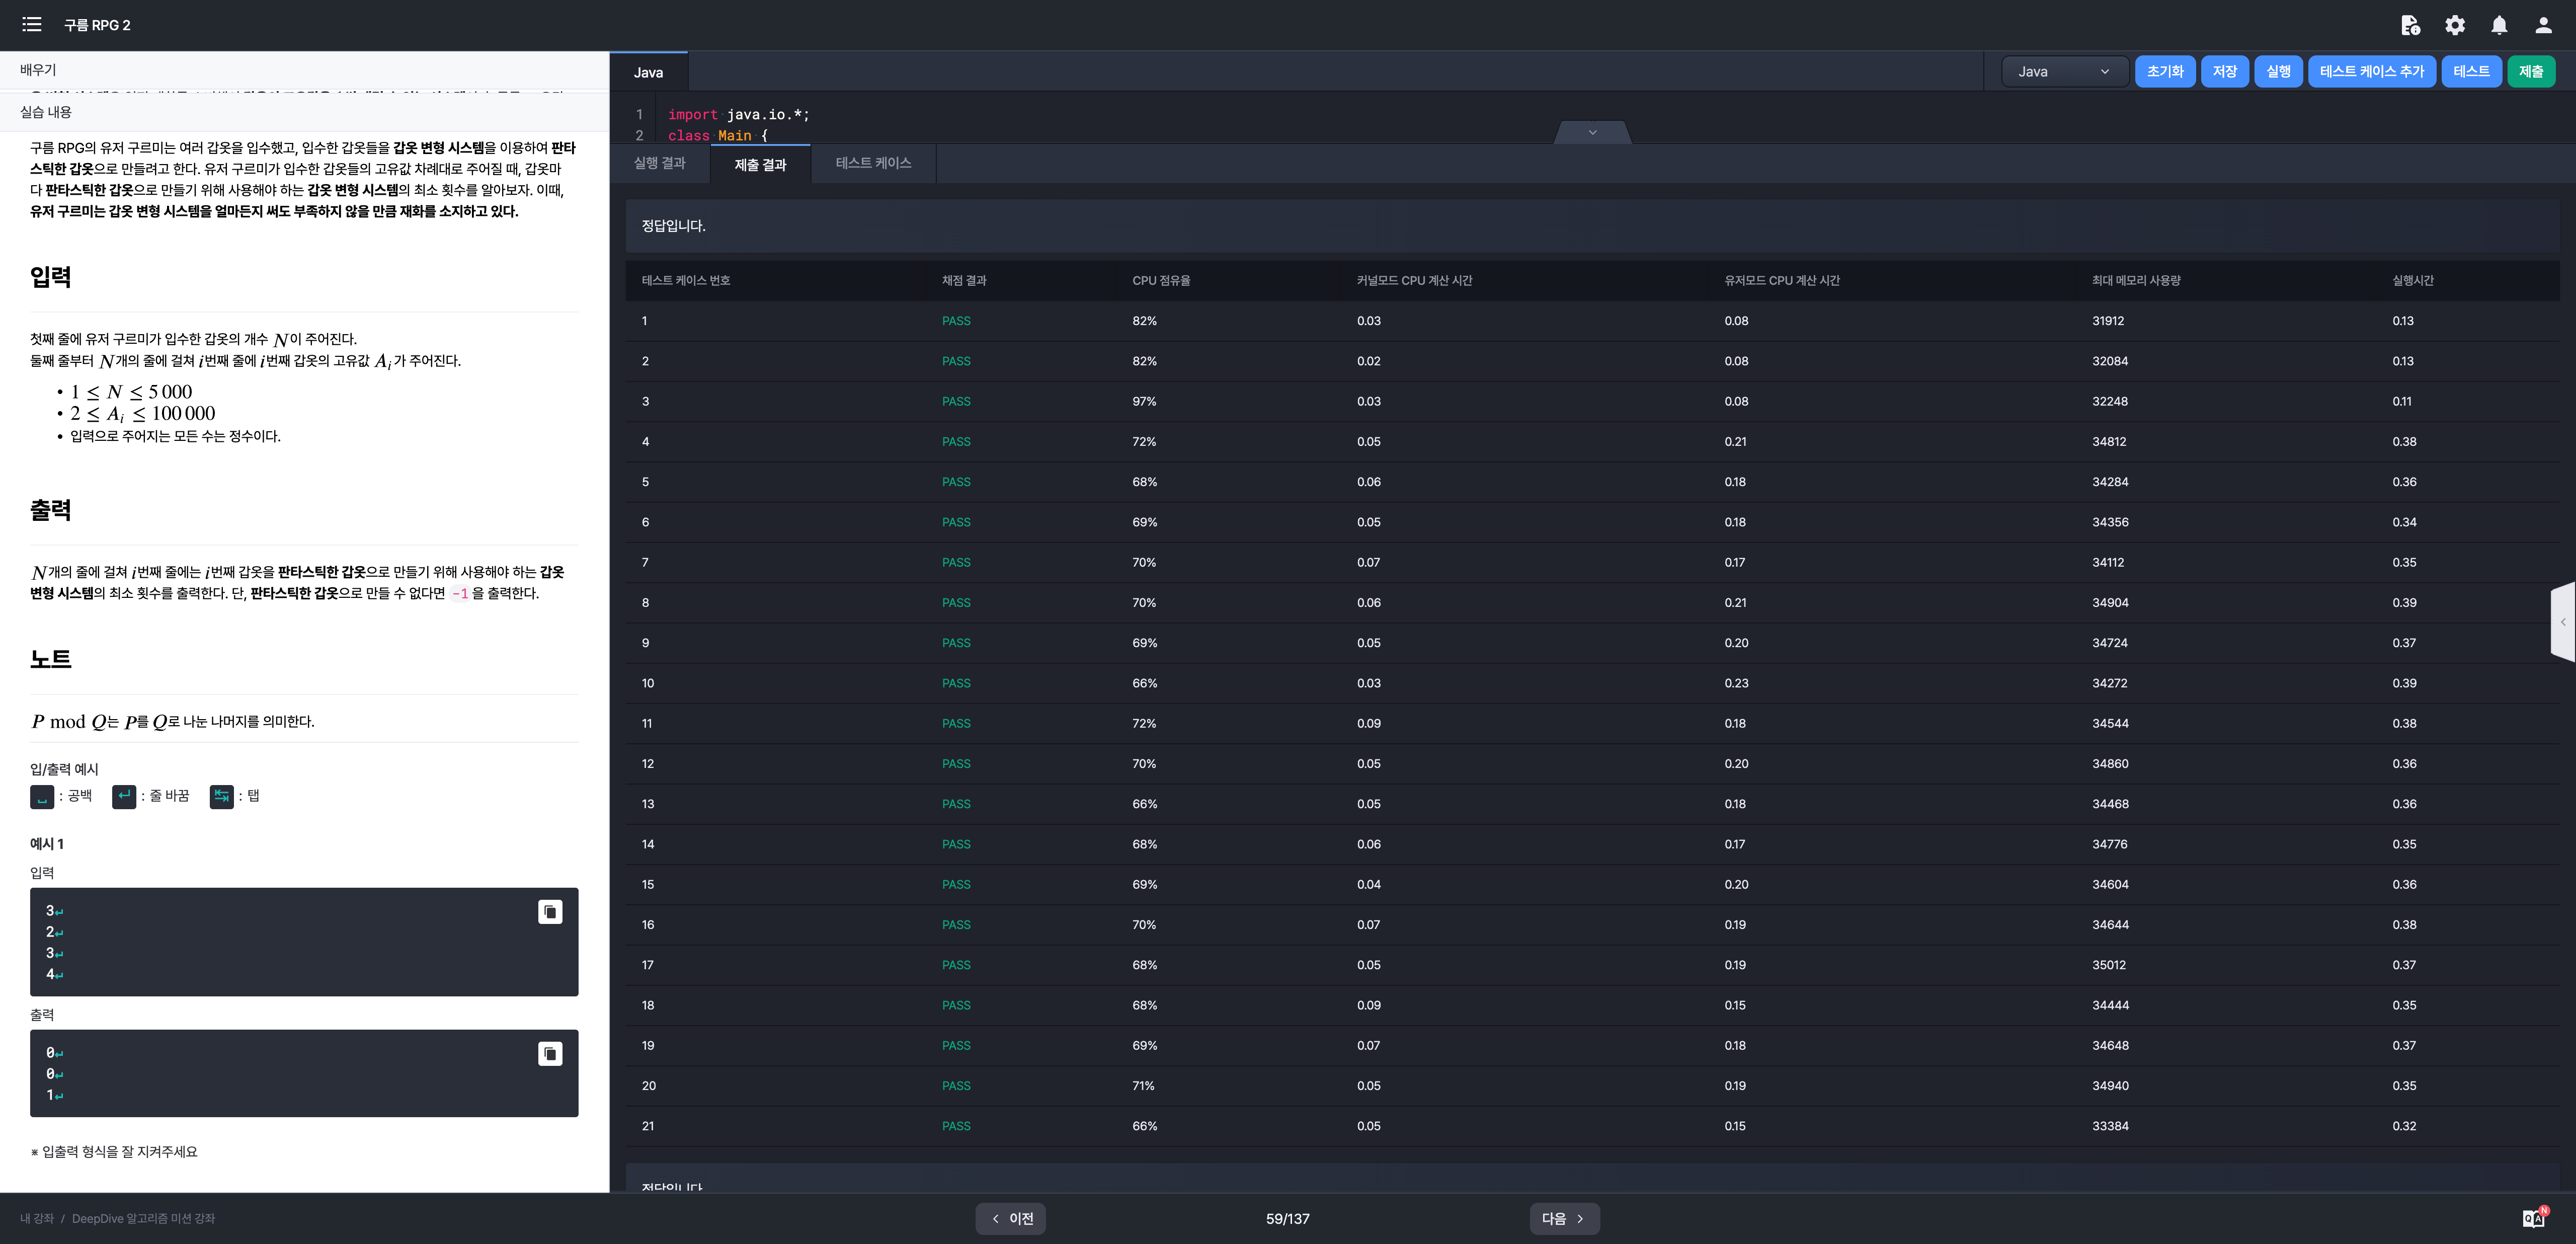 구름 RPG 2
배우기
실습 내용
구름 RPG의 유저 구르미는 여러 갑옷을 입수했고, 입수한 갑옷들을 갑옷 변형 시스템을 이용하여 판타
스틱한 갑옷으로 만들려고 한다. 유저 구르미가 입수한 갑옷들의 고유값 차례대로 주어질 때, 갑옷마
다 판타스틱한 갑옷으로 만들기 위해 사용해야 하는 갑옷 변형 시스템의 최소 횟수를 알아보자. 이때,
유저 구르미는 갑옷 변형 시스템을 얼마든지 써도 부족하지 않을 만큼 재화를 소지하고 있다.
입력
첫째 줄에 유저 구르미가 입수한 갑옷의 개수 N이 주어진다.
둘째 줄부터 N개의 줄에 걸쳐 i번째 줄에 i번째 갑옷의 고유값 A_i가 주어진다.
• 1 ≤ N ≤ 5 000
• 2 ≤ A_i ≤ 100 000
• 입력으로 주어지는 모든 수는 정수이다.
출력
N개의 줄에 걸쳐 i번째 줄에는 i번째 갑옷을 판타스틱한 갑옷으로 만들기 위해 사용해야 하는 갑옷
변형 시스템의 최소 횟수를 출력한다. 단, 판타스틱한 갑옷으로 만들 수 없다면 -1을 출력한다.
노트
P mod Q는 P를 Q로 나눈 나머지를 의미한다.
입/출력 예시
␣ : 공백 ↵ : 줄 바꿈 ↹ : 탭
예시 1
입력
3↵
2↵
3↵
4↵
출력
0↵
0↵
1↵
※ 입출력 형식을 잘 지켜주세요
Java
Java 초기화 저장 실행 테스트 케이스 추가 테스트 제출
1 import java.io.*;
2 class Main {
실행 결과 제출 결과 테스트 케이스
정답입니다.
테스트 케이스 번호 채점 결과 CPU 점유율 커널모드 CPU 계산 시간 유저모드 CPU 계산 시간 최대 메모리 사용량 실행시간
1 PASS 82% 0.03 0.08 31912 0.13
2 PASS 82% 0.02 0.08 32084 0.13
3 PASS 97% 0.03 0.08 32248 0.11
4 PASS 72% 0.05 0.21 34812 0.38
5 PASS 68% 0.06 0.18 34284 0.36
6 PASS 69% 0.05 0.18 34356 0.34
7 PASS 70% 0.07 0.17 34112 0.35
8 PASS 70% 0.06 0.21 34904 0.39
9 PASS 69% 0.05 0.20 34724 0.37
10 PASS 66% 0.03 0.23 34272 0.39
11 PASS 72% 0.09 0.18 34544 0.38
12 PASS 70% 0.05 0.20 34860 0.36
13 PASS 66% 0.05 0.18 34468 0.36
14 PASS 68% 0.06 0.17 34776 0.35
15 PASS 69% 0.04 0.20 34604 0.36
16 PASS 70% 0.07 0.19 34644 0.38
17 PASS 68% 0.05 0.19 35012 0.37
18 PASS 68% 0.09 0.15 34444 0.35
19 PASS 69% 0.07 0.18 34648 0.37
20 PASS 71% 0.05 0.19 34940 0.35
21 PASS 66% 0.05 0.15 33384 0.32
정답입니다
내 강좌 / DeepDive 알고리즘 미션 강좌
이전
59/137
다음
QA N